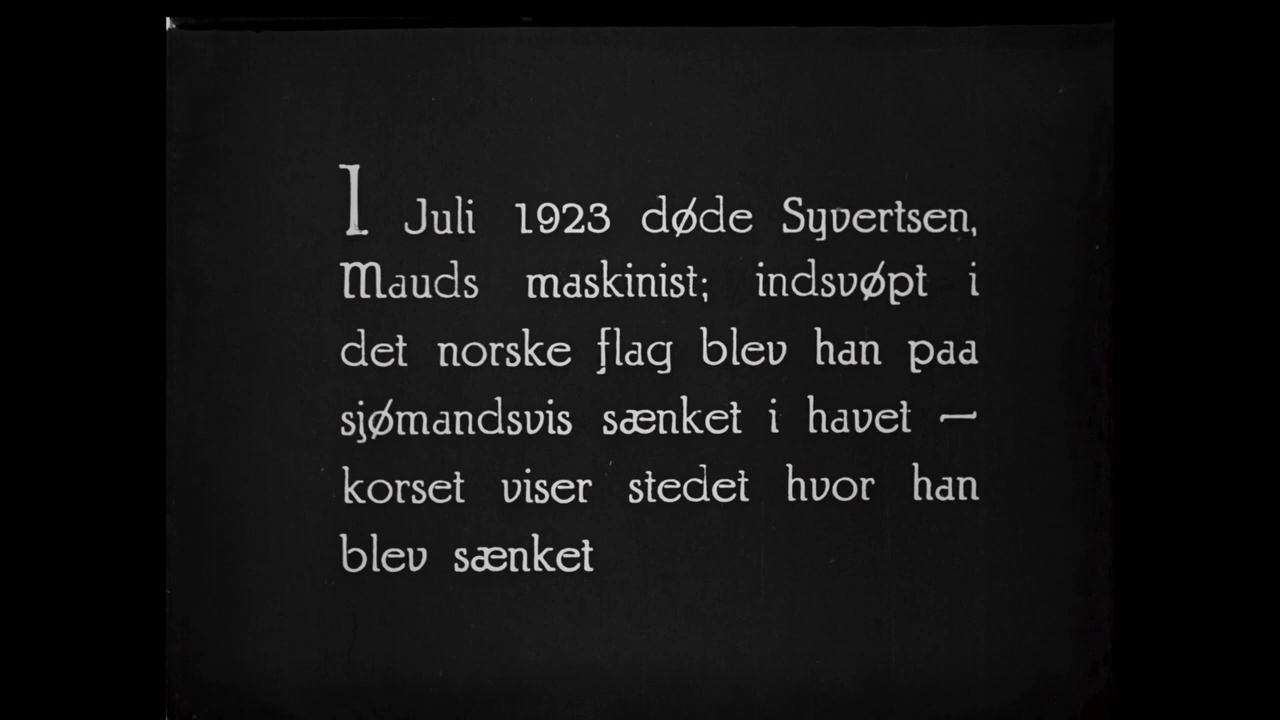 I Juli 1923 døde Syvertsen,
Mauds maskinist; indsvøpt i
det norske flag blev han paa
sjømandsvis sænket i havet —
korset viser stedet hvor han
blev sænket